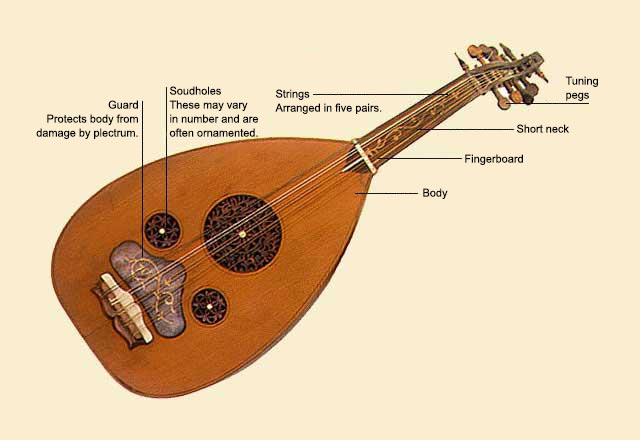 Guard
Protects body from
damage by plectrum.
Soudholes
These may vary
in number and are
often ornamented.
Strings
Arranged in five pairs.
Tuning
pegs
Short neck
Fingerboard
Body